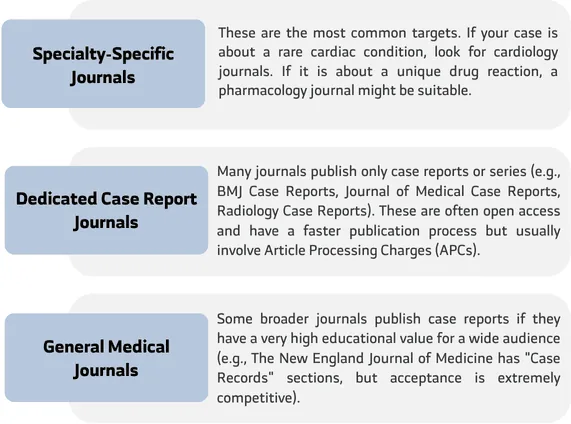 Specialty-Specific
Journals
These are the most common targets. If your case is
about a rare cardiac condition, look for cardiology
journals. If it is about a unique drug reaction, a
pharmacology journal might be suitable.
Dedicated Case Report
Journals
Many journals publish only case reports or series (e.g.,
BMJ Case Reports, Journal of Medical Case Reports,
Radiology Case Reports). These are often open access
and have a faster publication process but usually
involve Article Processing Charges (APCs).
General Medical
Journals
Some broader journals publish case reports if they
have a very high educational value for a wide audience
(e.g., The New England Journal of Medicine has "Case
Records" sections, but acceptance is extremely
competitive).